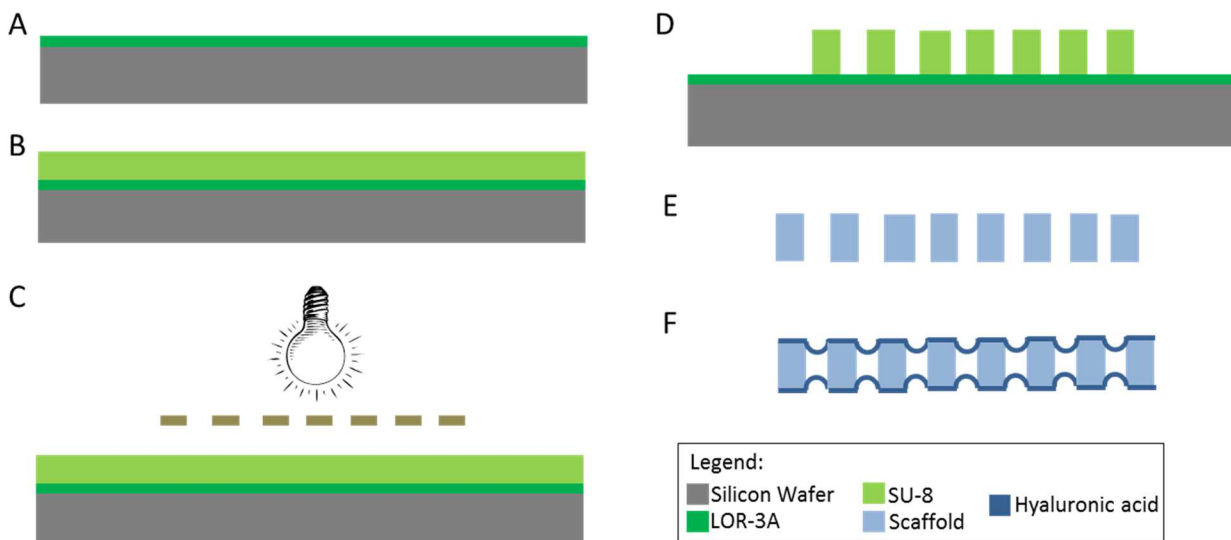 A
B
C
D
E
F
Legend:
Silicon Wafer
SU-8
Hyaluronic acid
LOR-3A
Scaffold